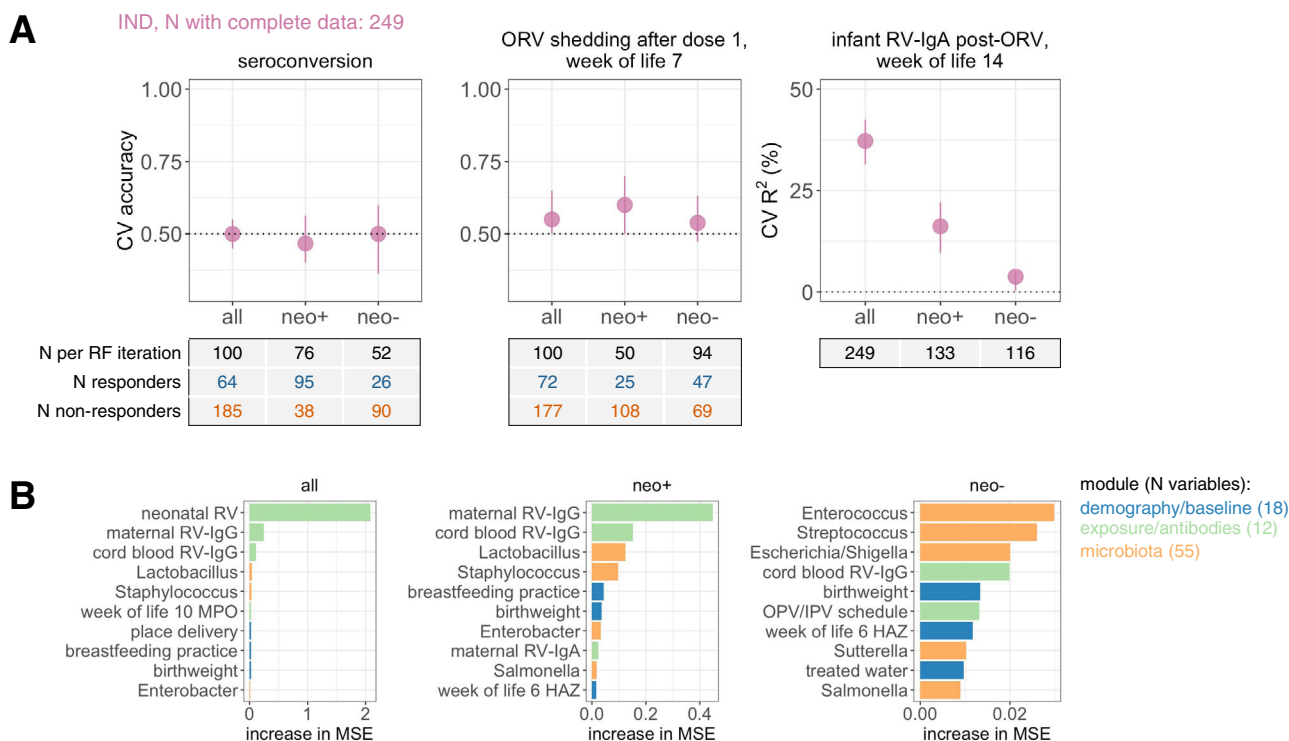 A
IND, N with complete data: 249
seroconversion
ORV shedding after dose 1,
week of life 7
infant RV-IgA post-ORV,
week of life 14
CV accuracy
1.00
0.75
0.50
all neo+ neo-
1.00
0.75
0.50
all neo+ neo-
CV R² (%)
50
25
0
all neo+ neo-
N per RF iteration 100 76 52 100 50 94 249 133 116
N responders 64 95 26 72 25 47
N non-responders 185 38 90 177 108 69
B
all
neonatal RV
maternal RV-IgG
cord blood RV-IgG
Lactobacillus
Staphylococcus
week of life 10 MPO
place delivery
breastfeeding practice
birthweight
Enterobacter
0 1 2
increase in MSE
neo+
maternal RV-IgG
cord blood RV-IgG
Lactobacillus
Staphylococcus
breastfeeding practice
birthweight
Enterobacter
maternal RV-IgA
Salmonella
week of life 6 HAZ
0.0 0.2 0.4
increase in MSE
neo-
Enterococcus
Streptococcus
Escherichia/Shigella
cord blood RV-IgG
birthweight
OPV/IPV schedule
week of life 6 HAZ
Sutterella
treated water
Salmonella
0.00 0.02
increase in MSE
module (N variables):
demography/baseline (18)
exposure/antibodies (12)
microbiota (55)